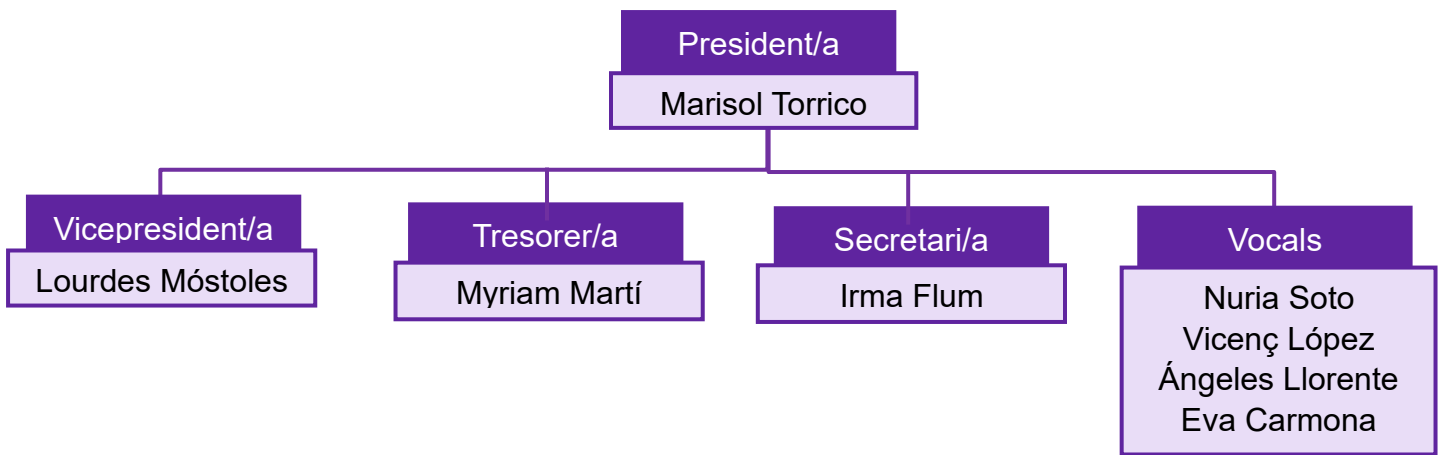 President/a
Marisol Torrico
Vicepresident/a
Lourdes Móstoles
Tresorer/a
Myriam Martí
Secretari/a
Irma Flum
Vocals
Nuria Soto
Vicenç López
Ángeles Llorente
Eva Carmona